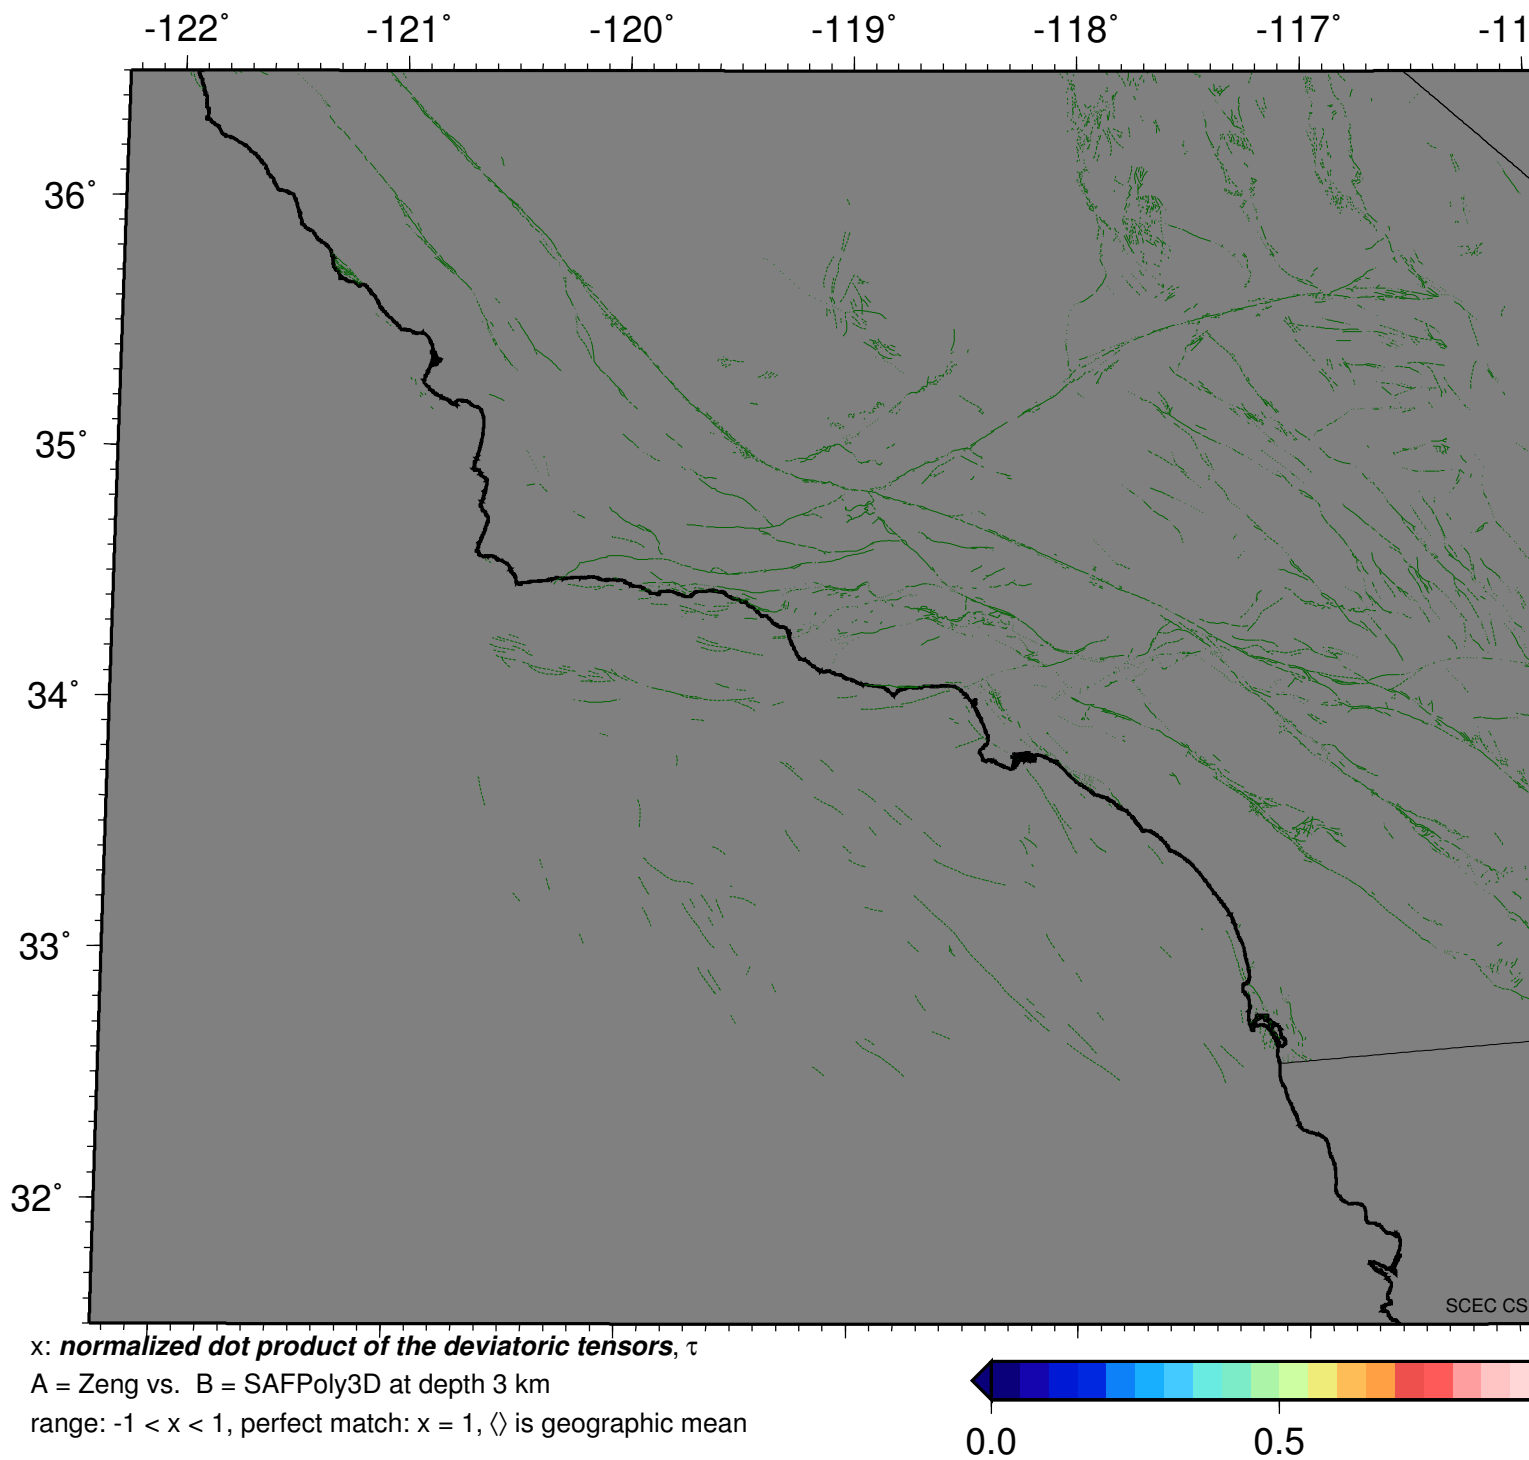 -122° -121° -120° -119° -118° -117° -11
36°
35°
34°
33°
32°
SCEC CS
x: normalized dot product of the deviatoric tensors, τ
A = Zeng vs. B = SAFPoly3D at depth 3 km
range: -1 < x < 1, perfect match: x = 1, ⟨⟩ is geographic mean
0.0 0.5